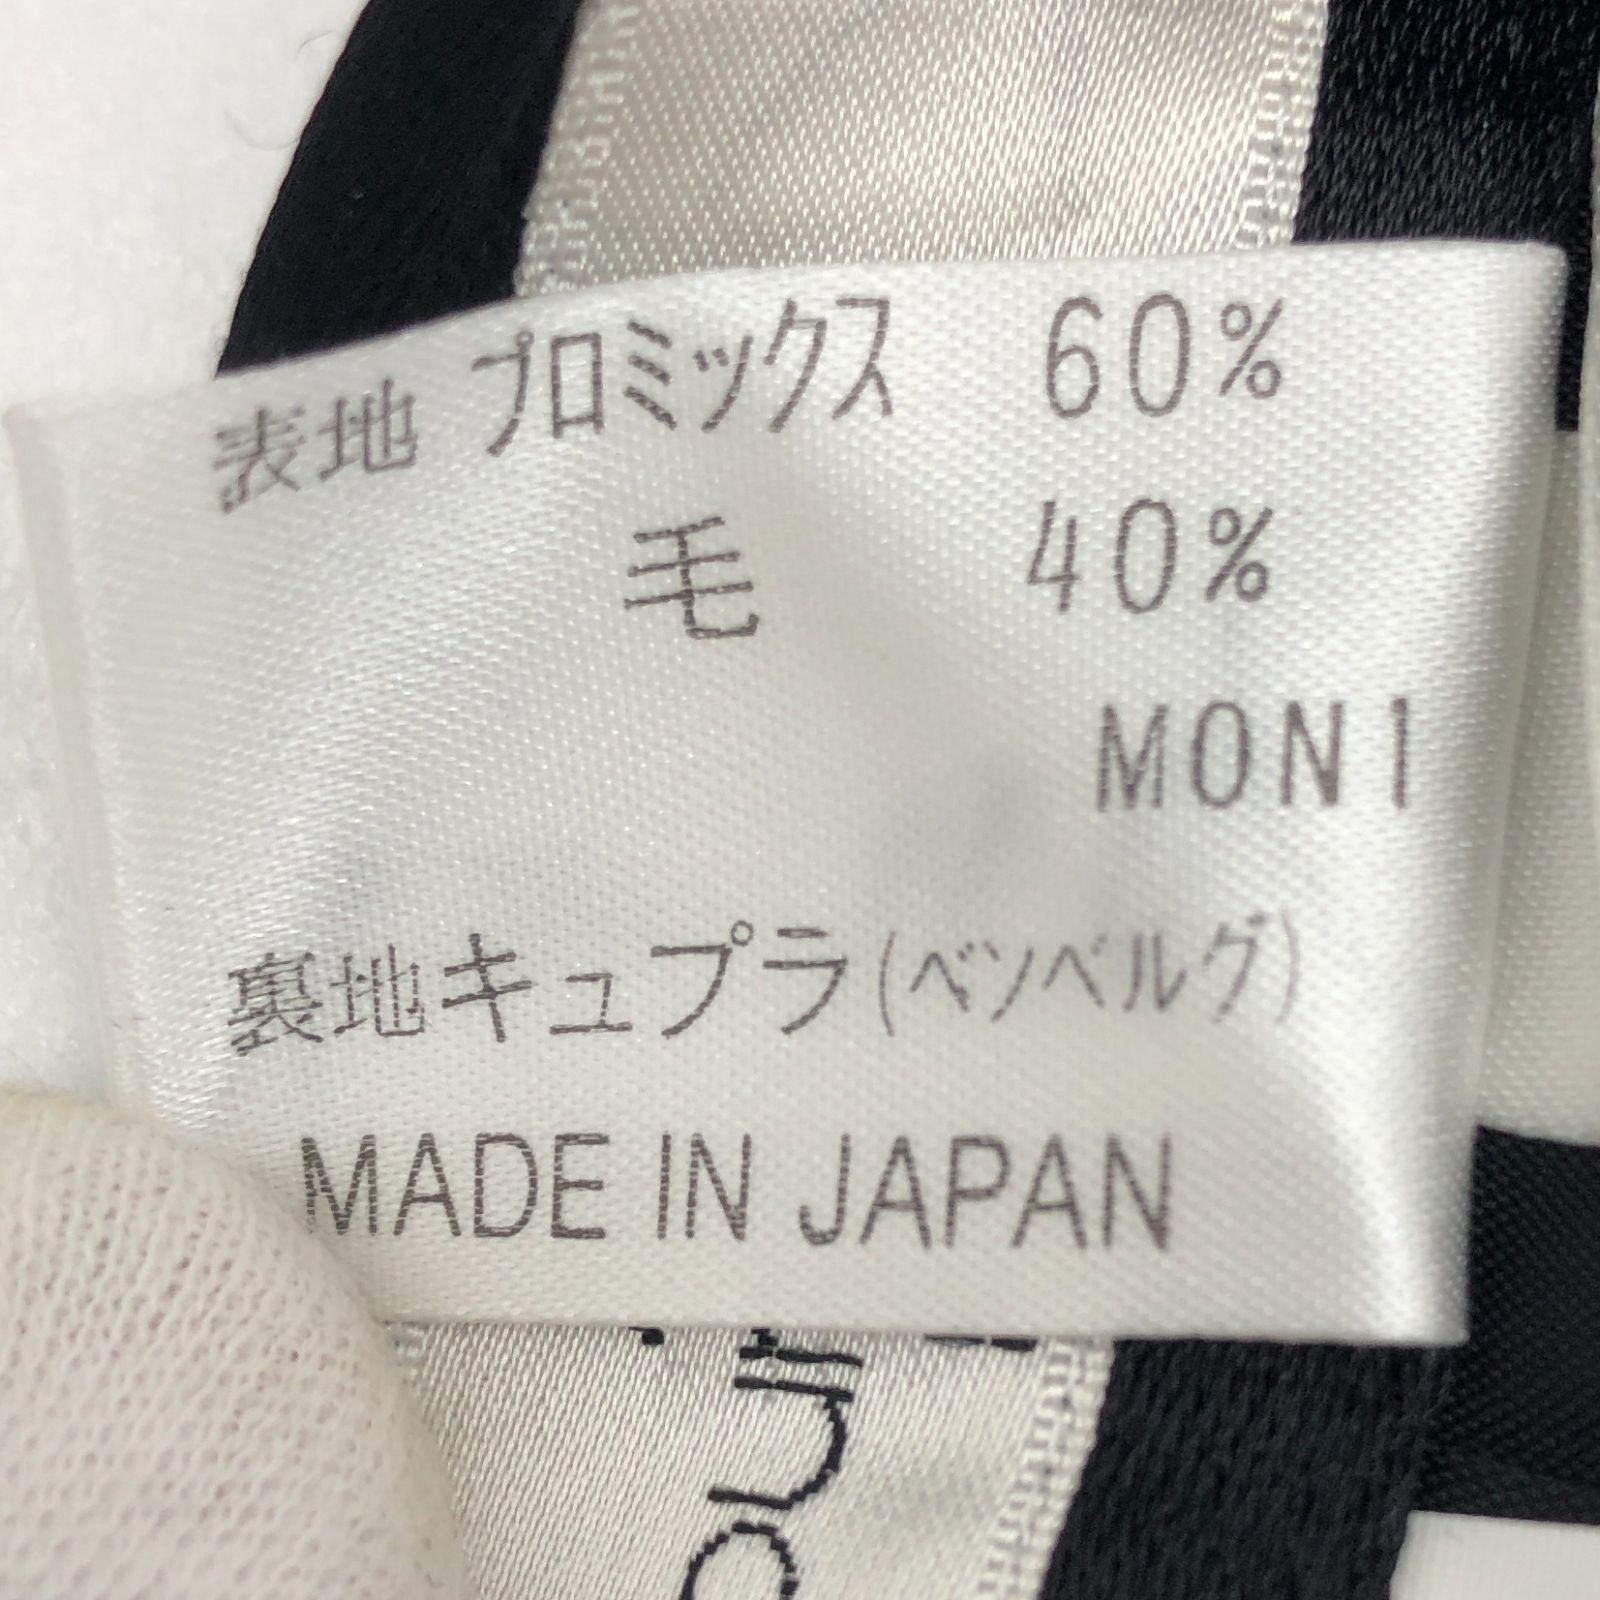 表地 プロミックス 60%
毛 40%
MONI
裏地キュプラ(ベンベルグ)
MADE IN JAPAN